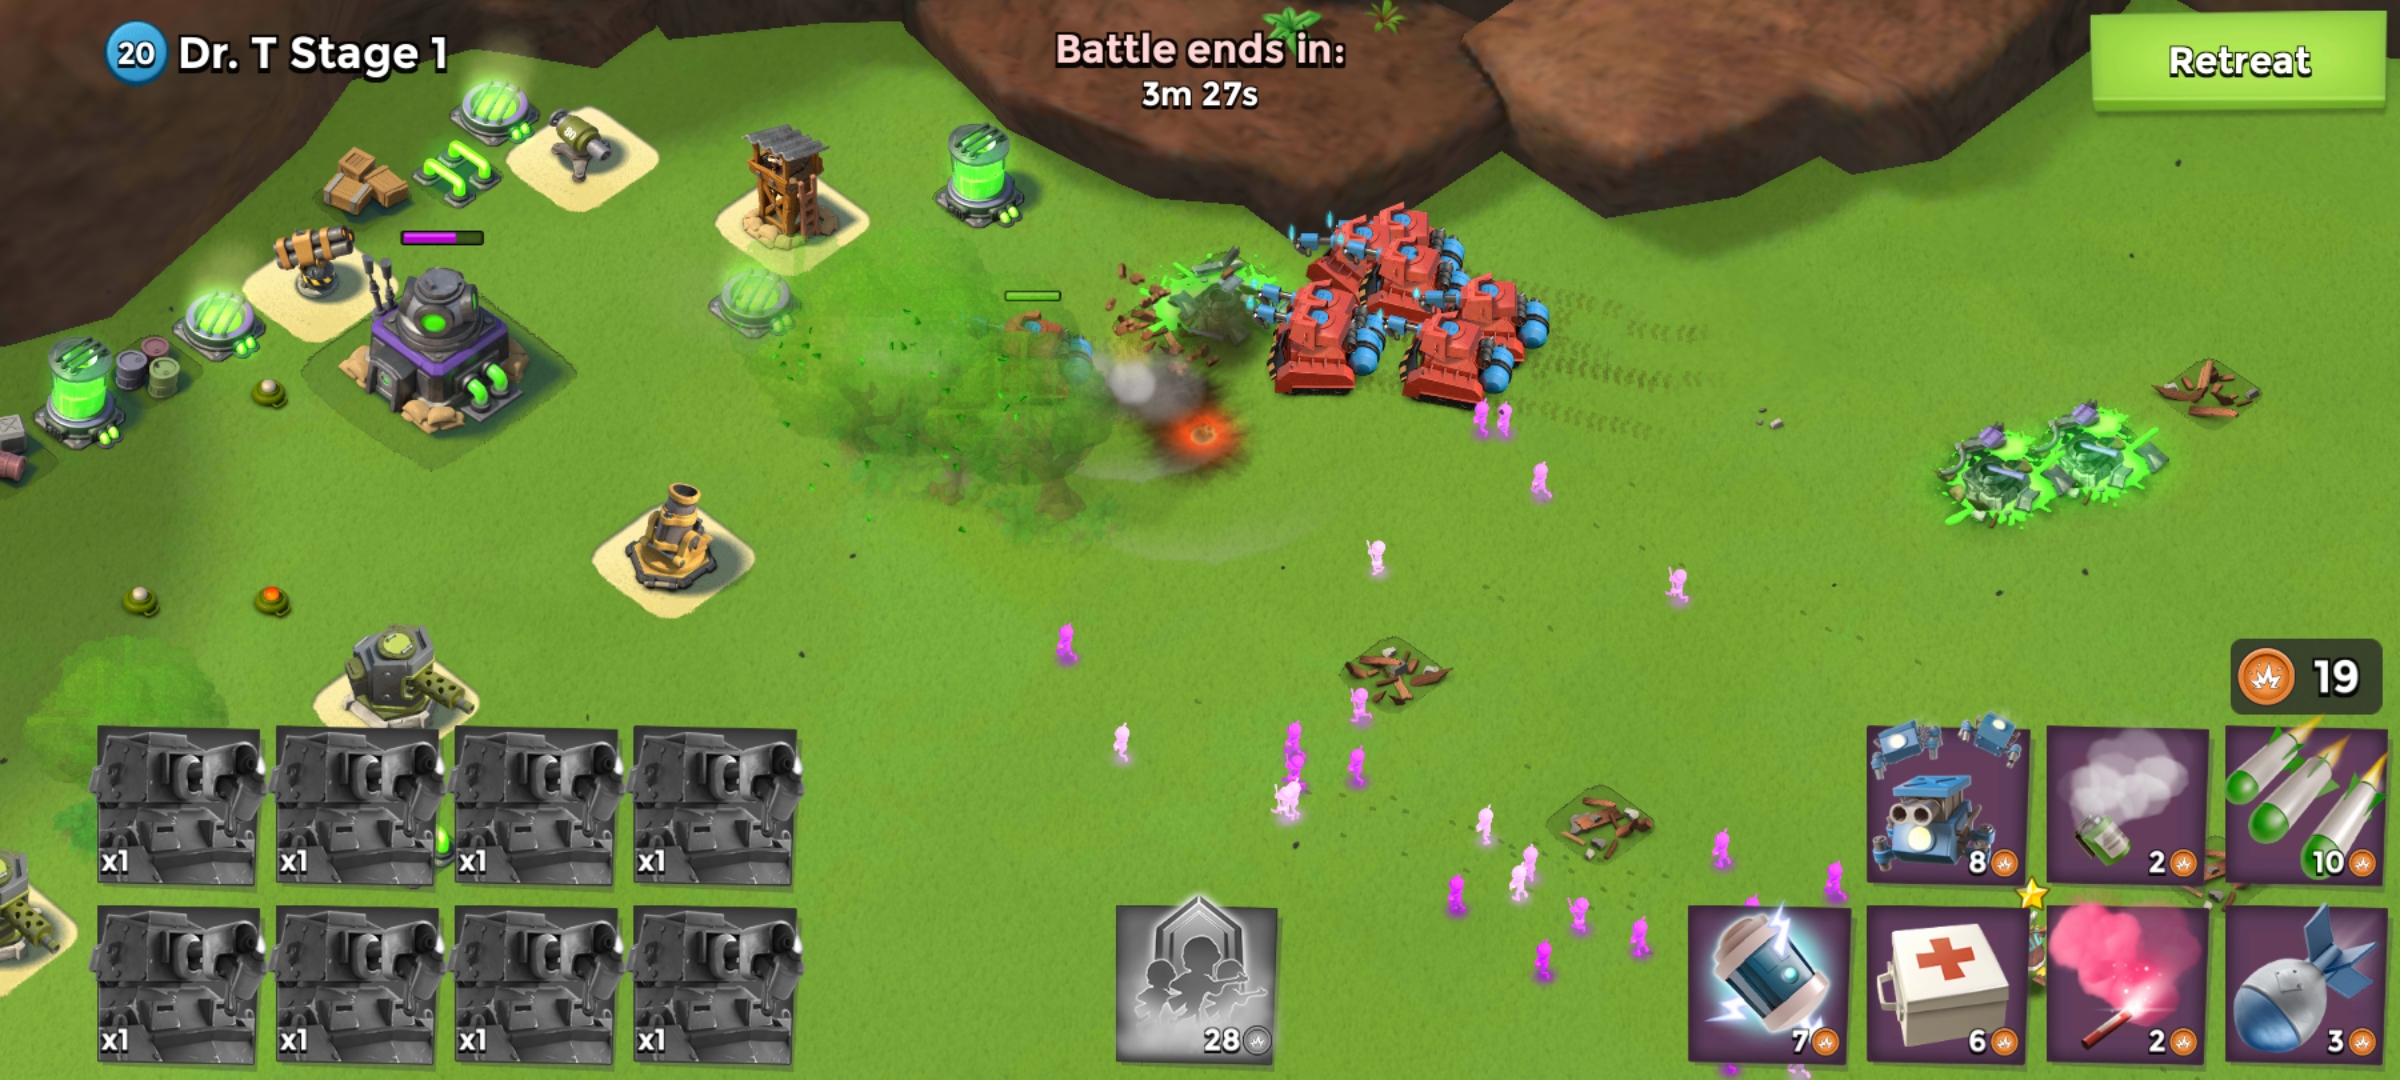 20 Dr. T Stage 1
Battle ends in:
3m 27s
Retreat
19
x1 x1 x1 x1
8 2 10
x1 x1 x1 x1
28
7 6 2 3